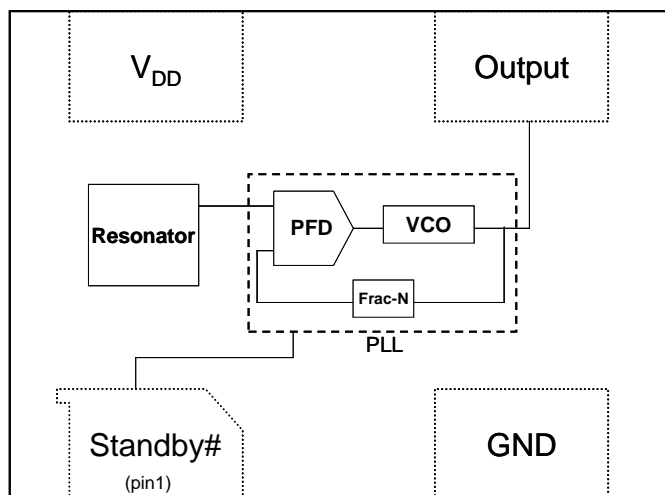 VDD
Output
Resonator
PFD
VCO
Frac-N
PLL
Standby#
(pin1)
GND